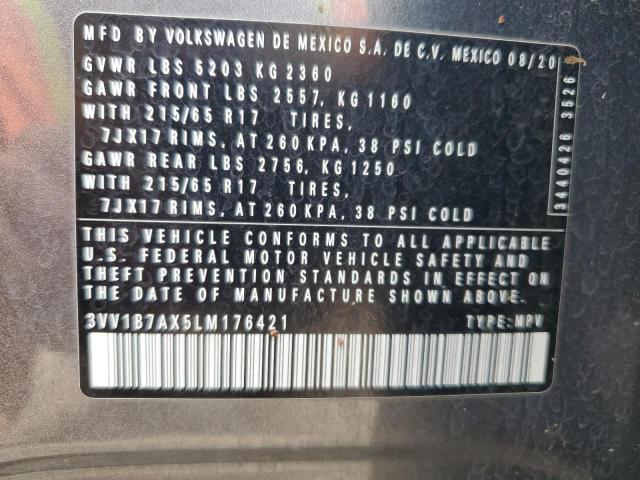 MFD BY VOLKSWAGEN DE MEXICO S.A. DE C.V. MEXICO 08/20
GVWR LBS 5203 KG 2360
GAWR FRONT LBS 2557, KG 1160
WITH 215/65 R17 TIRES,
7JX17 RIMS, AT 260 KPA, 38 PSI COLD
GAWR REAR LBS 2756, KG 1250
WITH 215/65 R17 TIRES,
7JX17 RIMS, AT 260 KPA, 38 PSI COLD
3440426 3526
THIS VEHICLE CONFORMS TO ALL APPLICABLE
U.S. FEDERAL MOTOR VEHICLE SAFETY AND
THEFT PREVENTION STANDARDS IN EFFECT ON
THE DATE OF MANUFACTURE SHOWN ABOVE.
3VV1B7AX5LM176421 TYPE: MPV